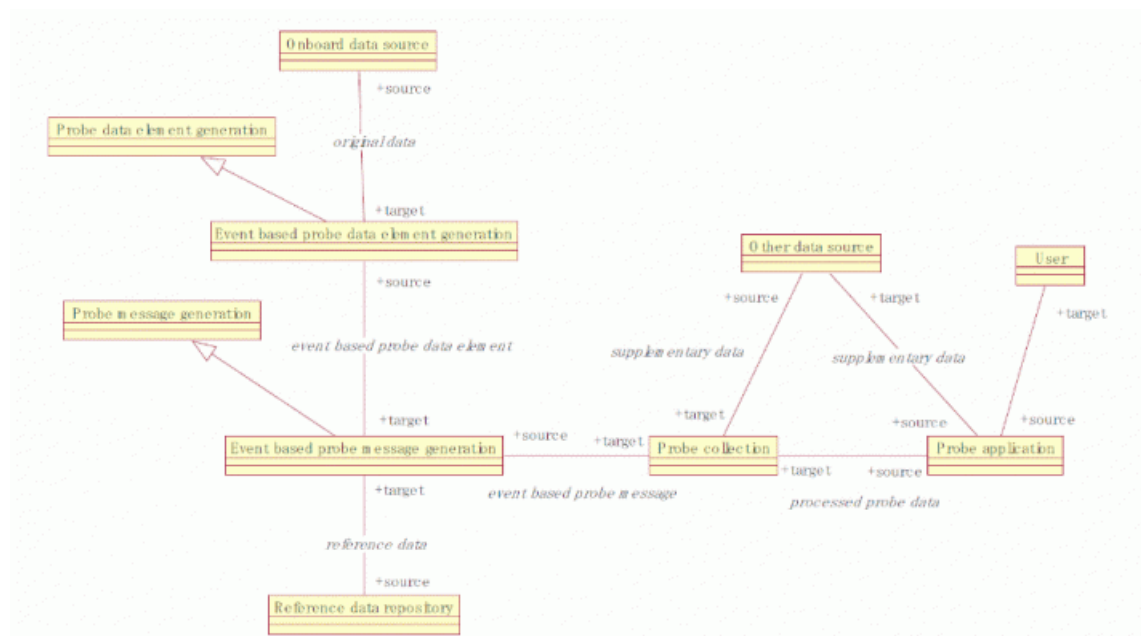 Onboard data source
+source
Probe data element generation
original data
+target
Event based probe data element generation
Other data source
User
+source
+source
+target
+target
Probe message generation
event based probe data element
supplementary data
supplementary data
+target
+target
+source
+source
+source
+target
Event based probe message generation
Probe collection
Probe application
+target
+source
+target
event based probe message
processed probe data
reference data
+source
Reference data repository